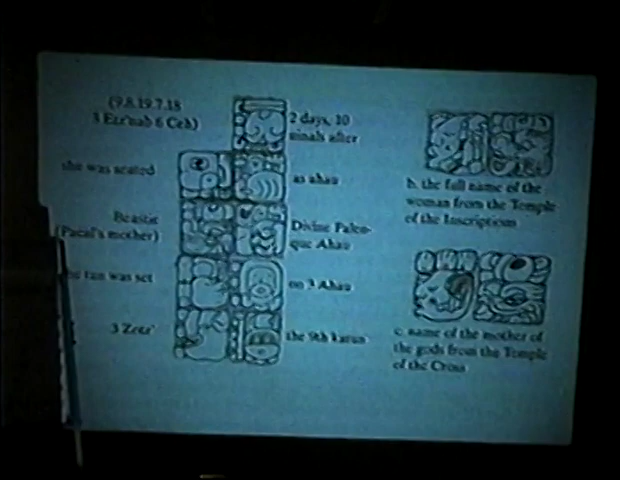 (9.8.19.7.18
3 Etz'nab 6 Ceh)
2 days, 10
uinals after
she was seated
as ahau
Beastie
(Pacal's mother)
Divine Palen-
que Ahau
tun was set
on 3 Ahau
3 Zotz'
the 9th katun
b. the full name of the
woman from the Temple
of the Inscriptions
c. name of the mother of
the gods from the Temple
of the Cross